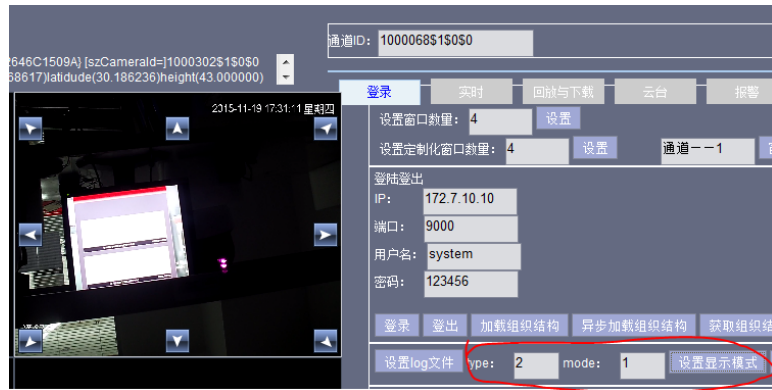 通道ID： 1000068$1$0$0
2646C1509A} [szCameraId=]1000302$1$0$0
68617)latidude(30.186236)height(43.000000)
登录 实时 回放与下载 云台 报警
2015-11-19 17:31:11 星期四
设置窗口数量： 4 设置
设置定制化窗口数量： 4 设置 通道－－1
登陆登出
IP： 172.7.10.10
端口： 9000
用户名： system
密码： 123456
登录 登出 加载组织结构 异步加载组织结构 获取组织结
设置log文件 ype： 2 mode： 1 设置显示模式